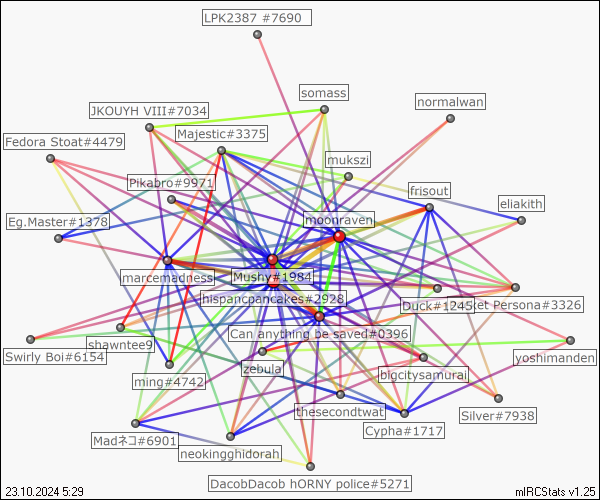 LPK2387 #7690
somass
normalwan
JKOUYH VIII#7034
Majestic#3375
Fedora Stoat#4479
mukszi
Pikabro#9971
frisout
eliakith
Eg.Master#1378
moonraven
marcemadness
Mushy#1984
hispancpancakes#2928
Duck#1245
et Persona#3326
Can anything be saved#0396
shawntee9
Swirly Boi#6154
yoshimanden
zebula
bigcitysamurai
ming#4742
thesecondtwat
Silver#7938
Cypha#1717
Madネコ#6901
neokingghidorah
DacobDacob hORNY police#5271
23.10.2024 5:29
mIRCStats v1.25